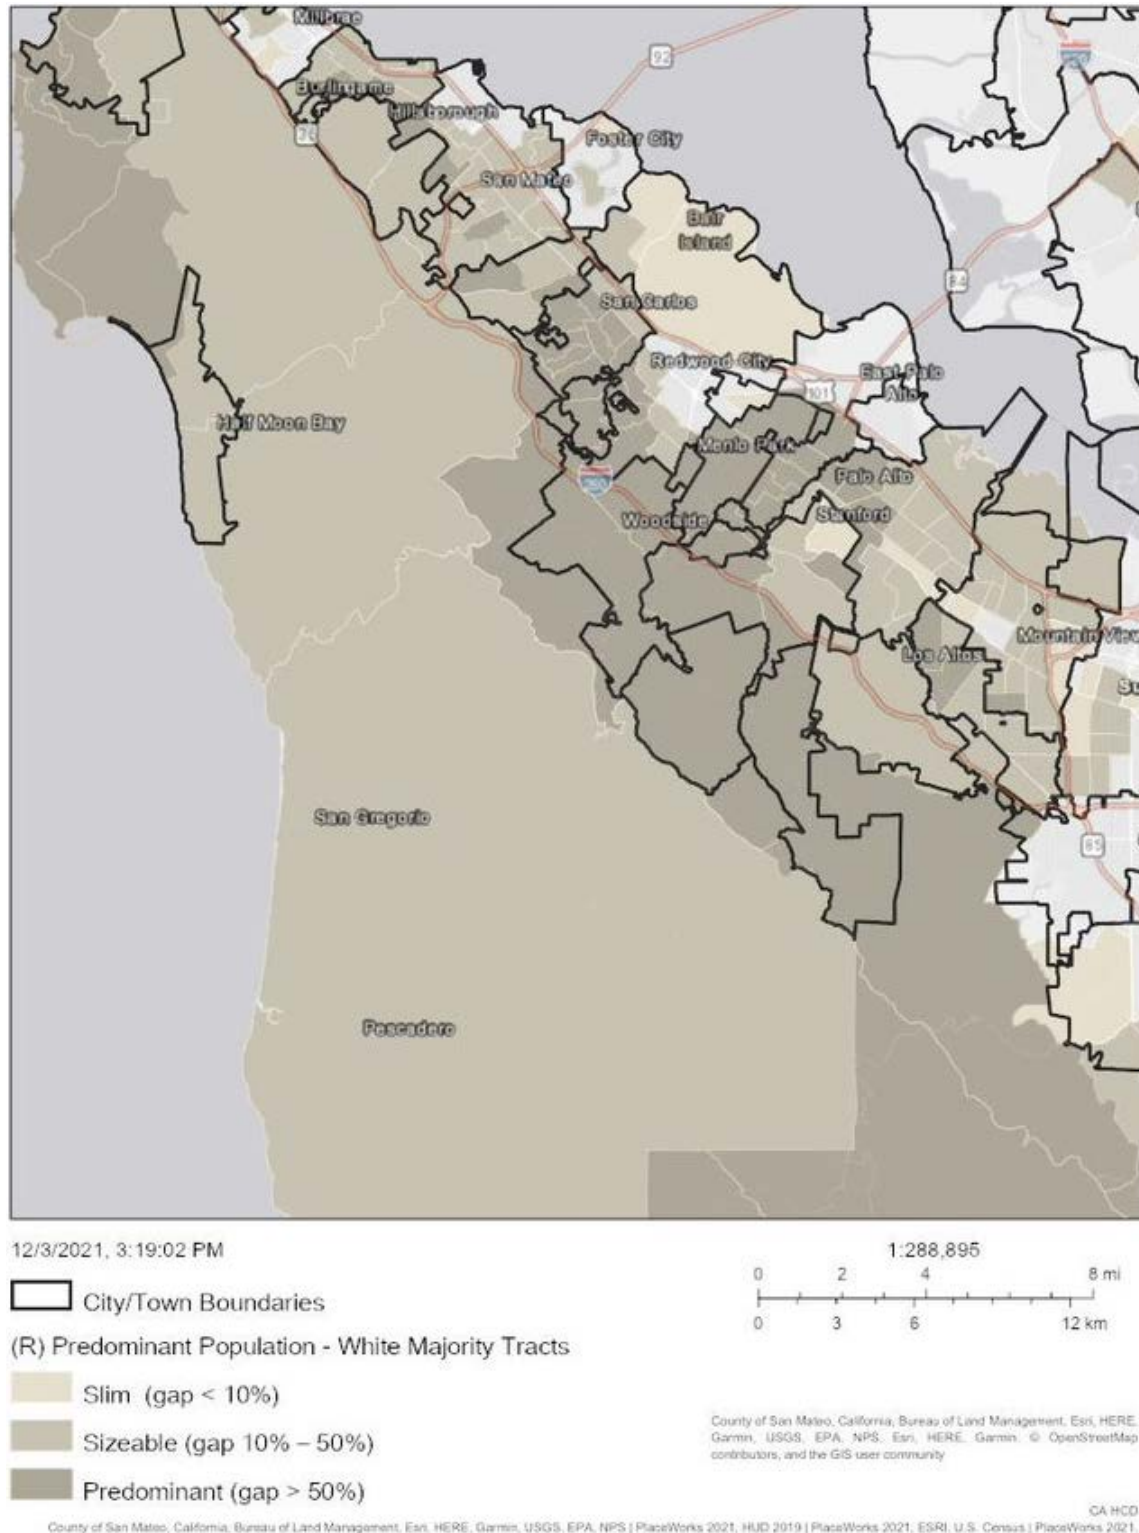 Millbrae
92
Burlingame
Hillsborough
Foster City
San Mateo
Bair
Island
84
San Carlos
Redwood City
East Palo
Alto
101
Half Moon Bay
Menlo Park
Palo Alto
280
Woodside
Stanford
Mountain View
Los Altos
Su
San Gregorio
85
Pescadero
12/3/2021, 3:19:02 PM
1:288,895
0 2 4 8 mi
0 3 6 12 km
City/Town Boundaries
(R) Predominant Population - White Majority Tracts
Slim (gap < 10%)
Sizeable (gap 10% – 50%)
Predominant (gap > 50%)
County of San Mateo, California, Bureau of Land Management, Esri, HERE,
Garmin, USGS, EPA, NPS, Esri, HERE, Garmin, © OpenStreetMap
contributors, and the GIS user community
CA HCD
County of San Mateo, California, Bureau of Land Management, Esri, HERE, Garmin, USGS, EPA, NPS | PlaceWorks 2021, HUD 2019 | PlaceWorks 2021, ESRI, U.S. Census | PlaceWorks 2021,